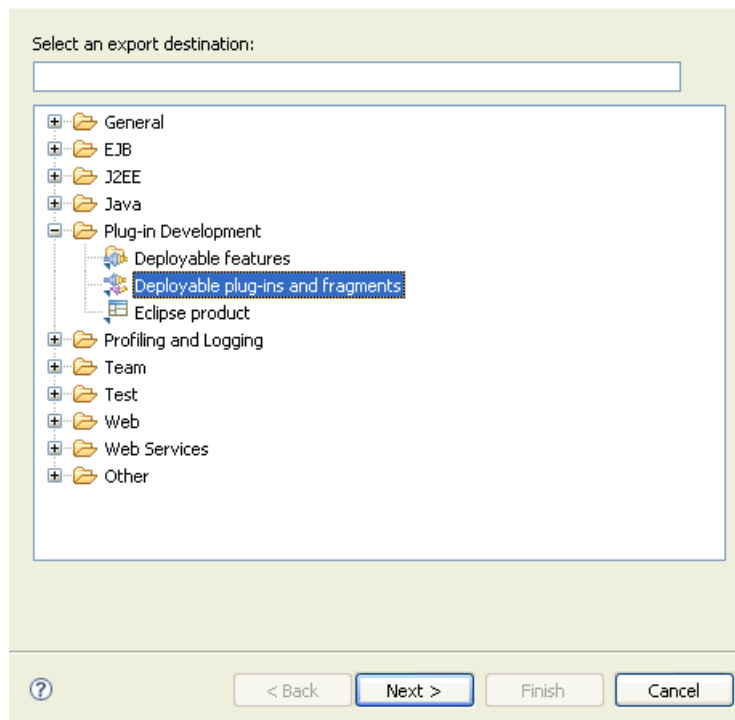 Select an export destination:
General
EJB
J2EE
Java
Plug-in Development
Deployable features
Deployable plug-ins and fragments
Eclipse product
Profiling and Logging
Team
Test
Web
Web Services
Other
? < Back Next > Finish Cancel